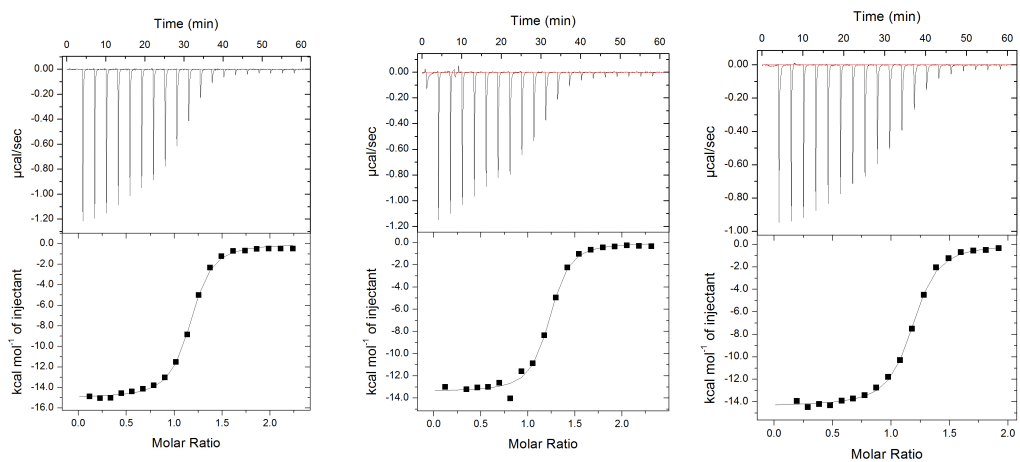 Time (min)
0 10 20 30 40 50 60
0.00
-0.20
-0.40
-0.60
-0.80
-1.00
-1.20
µcal/sec
0.0
-2.0
-4.0
-6.0
-8.0
-10.0
-12.0
-14.0
-16.0
kcal mol⁻¹ of injectant
0.0 0.5 1.0 1.5 2.0
Molar Ratio
Time (min)
0 10 20 30 40 50 60
0.00
-0.20
-0.40
-0.60
-0.80
-1.00
-1.20
µcal/sec
0.0
-2.0
-4.0
-6.0
-8.0
-10.0
-12.0
-14.0
kcal mol⁻¹ of injectant
0.0 0.5 1.0 1.5 2.0
Molar Ratio
Time (min)
0 10 20 30 40 50 60
0.00
-0.20
-0.40
-0.60
-0.80
-1.00
µcal/sec
0.0
-2.0
-4.0
-6.0
-8.0
-10.0
-12.0
-14.0
kcal mol⁻¹ of injectant
0.0 0.5 1.0 1.5 2.0
Molar Ratio